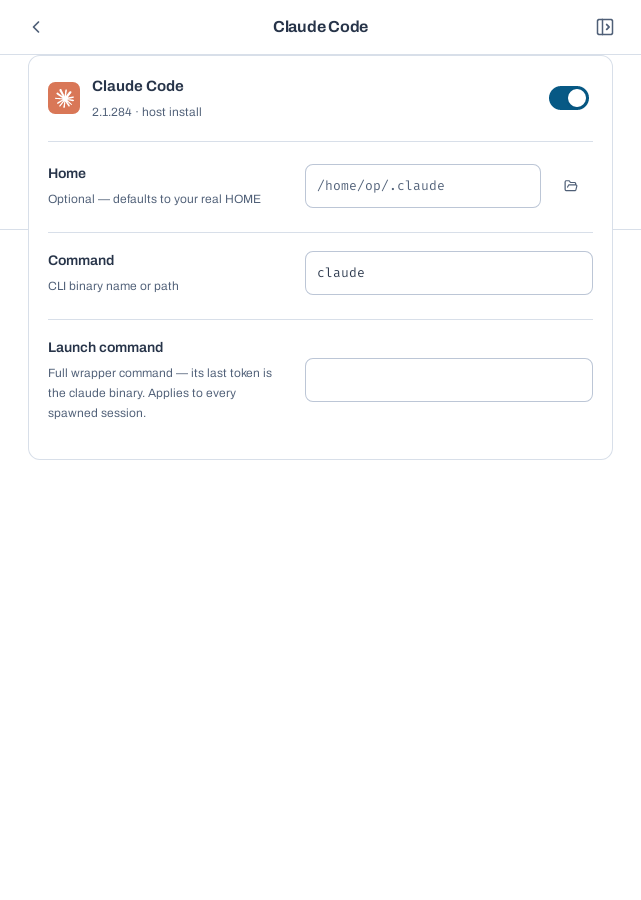 Claude Code
Claude Code
2.1.284 · host install
Home
Optional — defaults to your real HOME
/home/op/.claude
Command
CLI binary name or path
claude
Launch command
Full wrapper command — its last token is
the claude binary. Applies to every
spawned session.